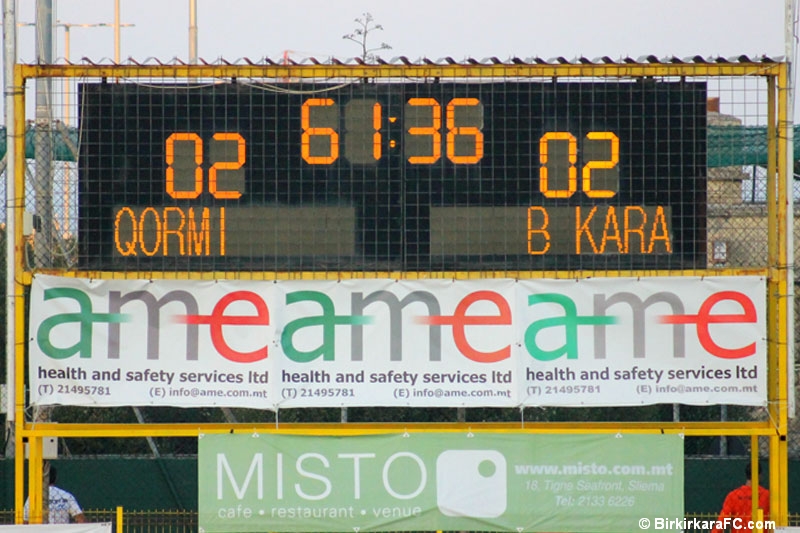 61:36
02 02
QORMI B KARA
ame ame ame
health and safety services ltd health and safety services ltd health and safety services ltd
(T) 21495781 (E) info@ame.com.mt (T) 21495781 (E) info@ame.com.mt (T) 21495781 (E) info@ame.com.mt
MISTO
cafe • restaurant • venue
www.misto.com.mt
18, Tigne Seafront, Sliema
Tel: 2133 6226
© BirkirkaraFC.com